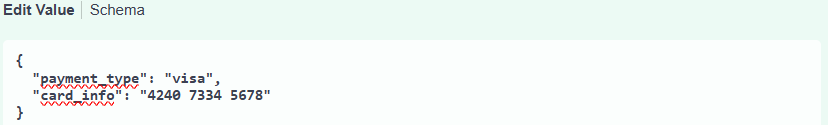 Edit Value Schema
{
"payment_type": "visa",
"card_info": "4240 7334 5678"
}